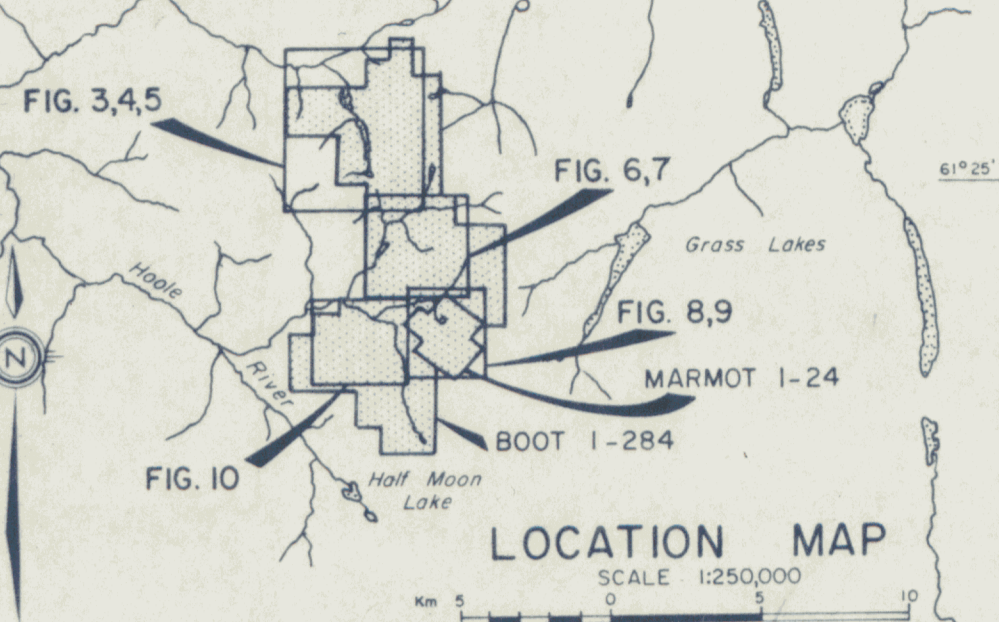 FIG. 3,4,5
FIG. 6,7
61° 25'
Grass Lakes
Hoole
River
N
FIG. 8,9
MARMOT 1-24
BOOT 1-284
FIG. 10
Half Moon
Lake
LOCATION MAP
SCALE 1:250,000
Km 5 0 5 10